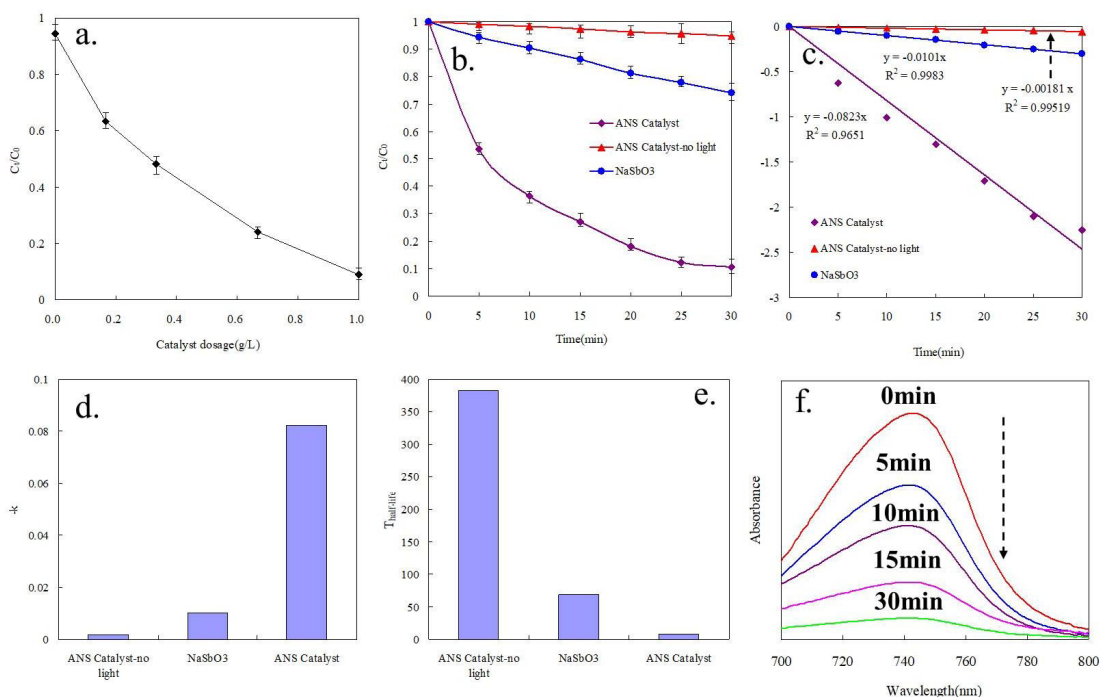 a.
1
0.8
0.6
0.4
0.2
0
Ct/C0
0.0
0.2
0.4
0.6
0.8
1.0
Catalyst dosage(g/L)
b.
1
0.9
0.8
0.7
0.6
0.5
0.4
0.3
0.2
0.1
0
Ct/C0
ANS Catalyst
ANS Catalyst-no light
NaSbO3
0
5
10
15
20
25
30
Time(min)
c.
0
-0.5
-1
-1.5
-2
-2.5
-3
y = -0.0101x
R² = 0.9983
y = -0.00181 x
R² = 0.99519
y = -0.0823x
R² = 0.9651
ANS Catalyst
ANS Catalyst-no light
NaSbO3
0
5
10
15
20
25
30
Time(min)
d.
0.1
0.08
0.06
0.04
0.02
0
-k
ANS Catalyst-no
light
NaSbO3
ANS Catalyst
e.
400
350
300
250
200
150
100
50
0
Thalf-life
ANS Catalyst-no
light
NaSbO3
ANS Catalyst
f.
0min
5min
10min
15min
30min
Absorbance
700
720
740
760
780
800
Wavelength(nm)